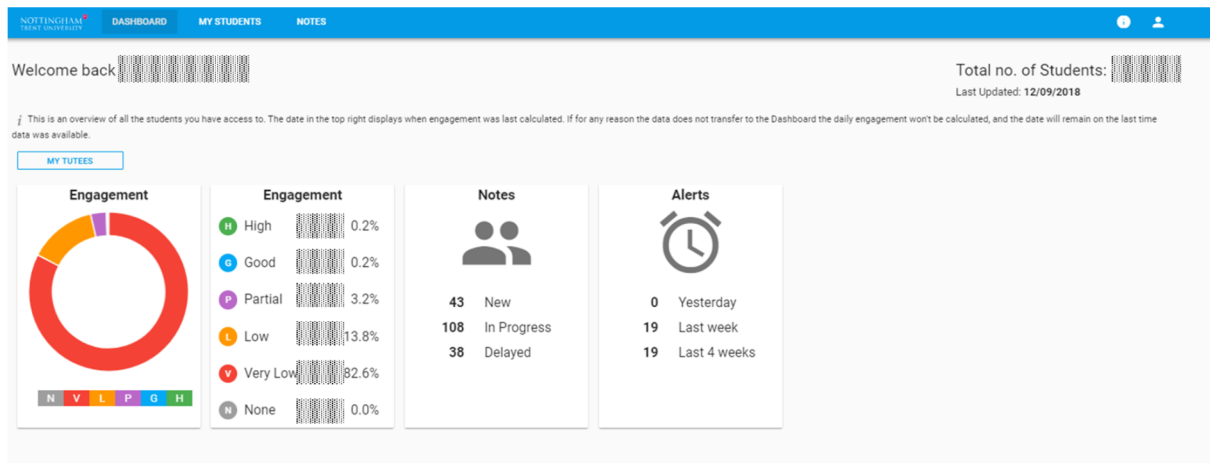 NOTTINGHAM
TRENT UNIVERSITY
DASHBOARD MY STUDENTS NOTES
Welcome back
Total no. of Students:
Last Updated: 12/09/2018
i This is an overview of all the students you have access to. The date in the top right displays when engagement was last calculated. If for any reason the data does not transfer to the Dashboard the daily engagement won't be calculated, and the date will remain on the last time
data was available.
MY TUTEES
Engagement
N V L P G H
Engagement
H High 0.2%
G Good 0.2%
P Partial 3.2%
L Low 13.8%
V Very Low 82.6%
N None 0.0%
Notes
43 New
108 In Progress
38 Delayed
Alerts
0 Yesterday
19 Last week
19 Last 4 weeks